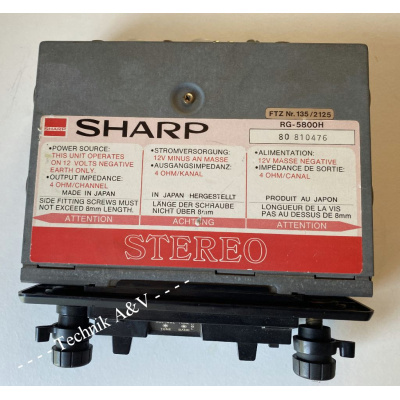 FTZ Nr. 135/2125
SHARP
SHARP
RG-5800H
80 810476
•POWER SOURCE:
THIS UNIT OPERATES
ON 12 VOLTS NEGATIVE
EARTH ONLY.
•OUTPUT IMPEDANCE:
4 OHM/CHANNEL
MADE IN JAPAN
SIDE FITTING SCREWS MUST
NOT EXCEED 8mm LENGTH.
ATTENTION
•STROMVERSORGUNG:
12V MINUS AN MASSE
•AUSGANGSIMPEDANZ:
4 OHM/KANAL
IN JAPAN HERGESTELLT
LÄNGE DER SCHRAUBE
NICHT ÜBER 8mm
ACHTUNG
•ALIMENTATION:
12V MASSE NEGATIVE
•IMPEDANCE DE SORTIE:
4 OHM/CANAL
PRODUIT AU JAPON
LONGUEUR DE LA VIS
PAS AU DESSUS DE 8mm
ATTENTION
STEREO
---- Technik A&V ----
---- Technik A&V ----